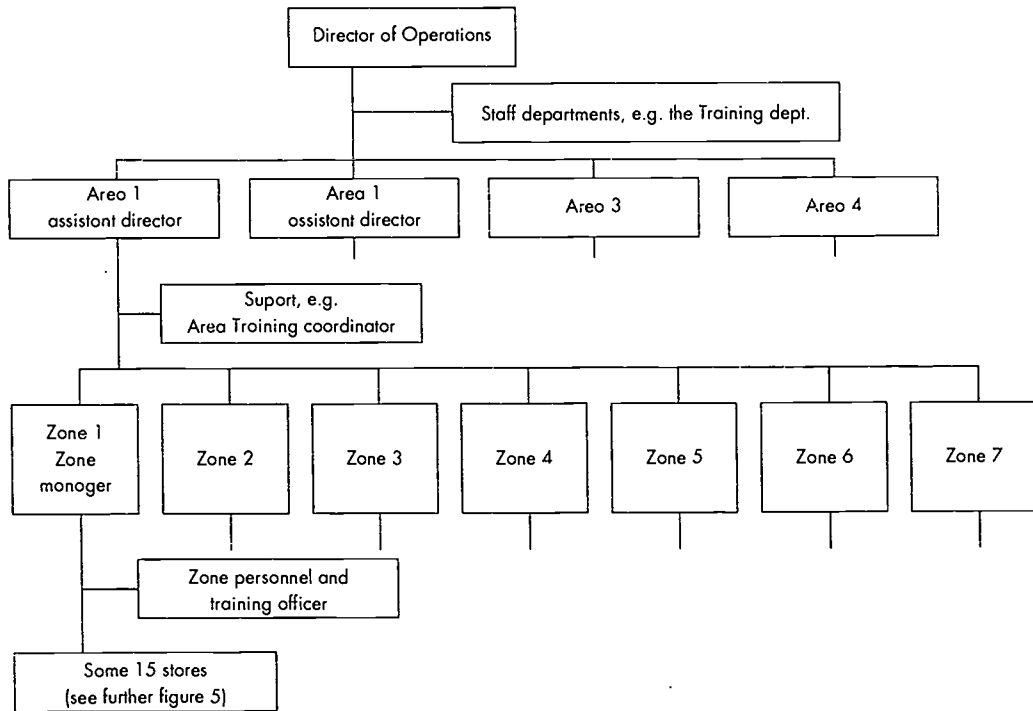 Director of Operations
Staff departments, e.g. the Training dept.
Areo 1
assistont director
Area 1
ossistont director
Areo 3
Areo 4
Suport, e.g.
Area Troining coordinator
Zone 1
Zone
monoger
Zone 2
Zone 3
Zone 4
Zone 5
Zone 6
Zone 7
Zone personnel and
training officer
Some 15 stores
(see further figure 5)